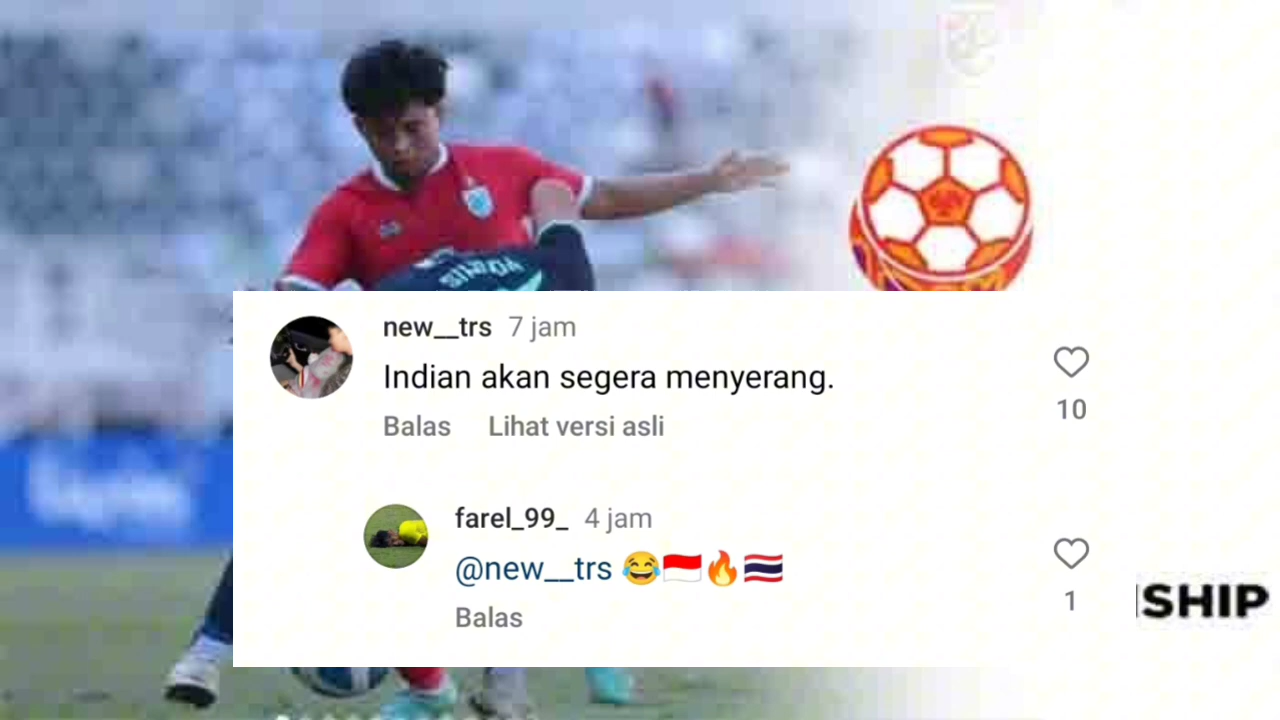 new__trs 7 jam
Indian akan segera menyerang.
10
Balas Lihat versi asli
farel_99_ 4 jam
@new__trs 😂🇮🇩🔥🇹🇭
1
Balas
SHIP